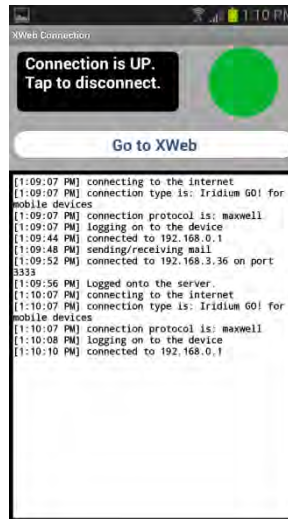 1:10 PM
XWeb Connection
Connection is UP.
Tap to disconnect.
Go to XWeb
[1:09:07 PM] connecting to the internet
[1:09:07 PM] connection type is: Iridium GO! for
mobile devices
[1:09:07 PM] connection protocol is: maxwell
[1:09:07 PM] logging on to the device
[1:09:44 PM] connected to 192.168.0.1
[1:09:48 PM] sending/receiving mail
[1:09:52 PM] connected to 192.168.3.36 on port
3333
[1:09:56 PM] Logged onto the server.
[1:10:07 PM] connecting to the internet
[1:10:07 PM] connection type is: Iridium GO! for
mobile devices
[1:10:07 PM] connection protocol is: maxwell
[1:10:08 PM] logging on to the device
[1:10:10 PM] connected to 192.168.0.1